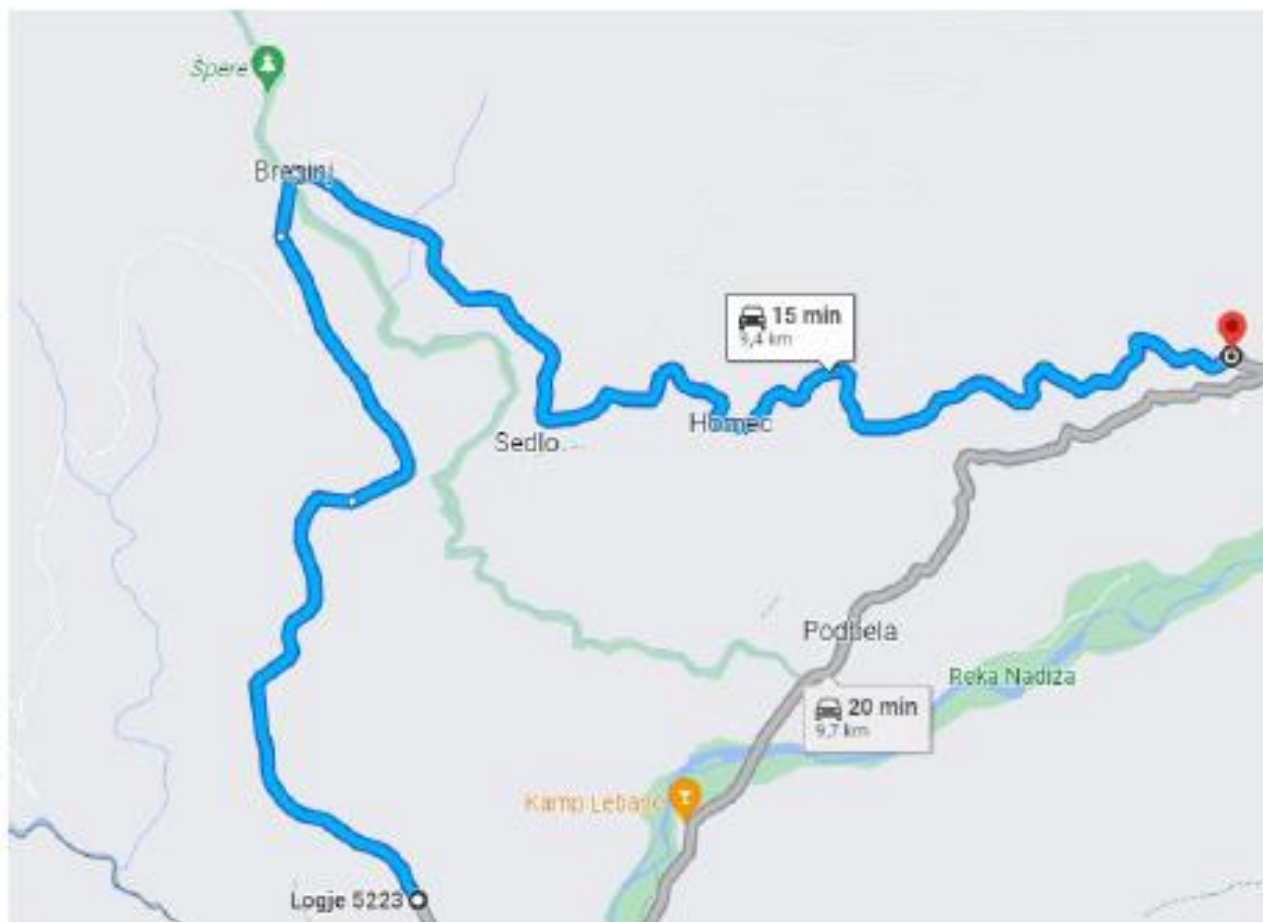 Špere
Breginj
15 min
9,4 km
Homec
Sedlo
Podbela
Reka Nadiža
20 min
9,7 km
Kamp
Logje 5223